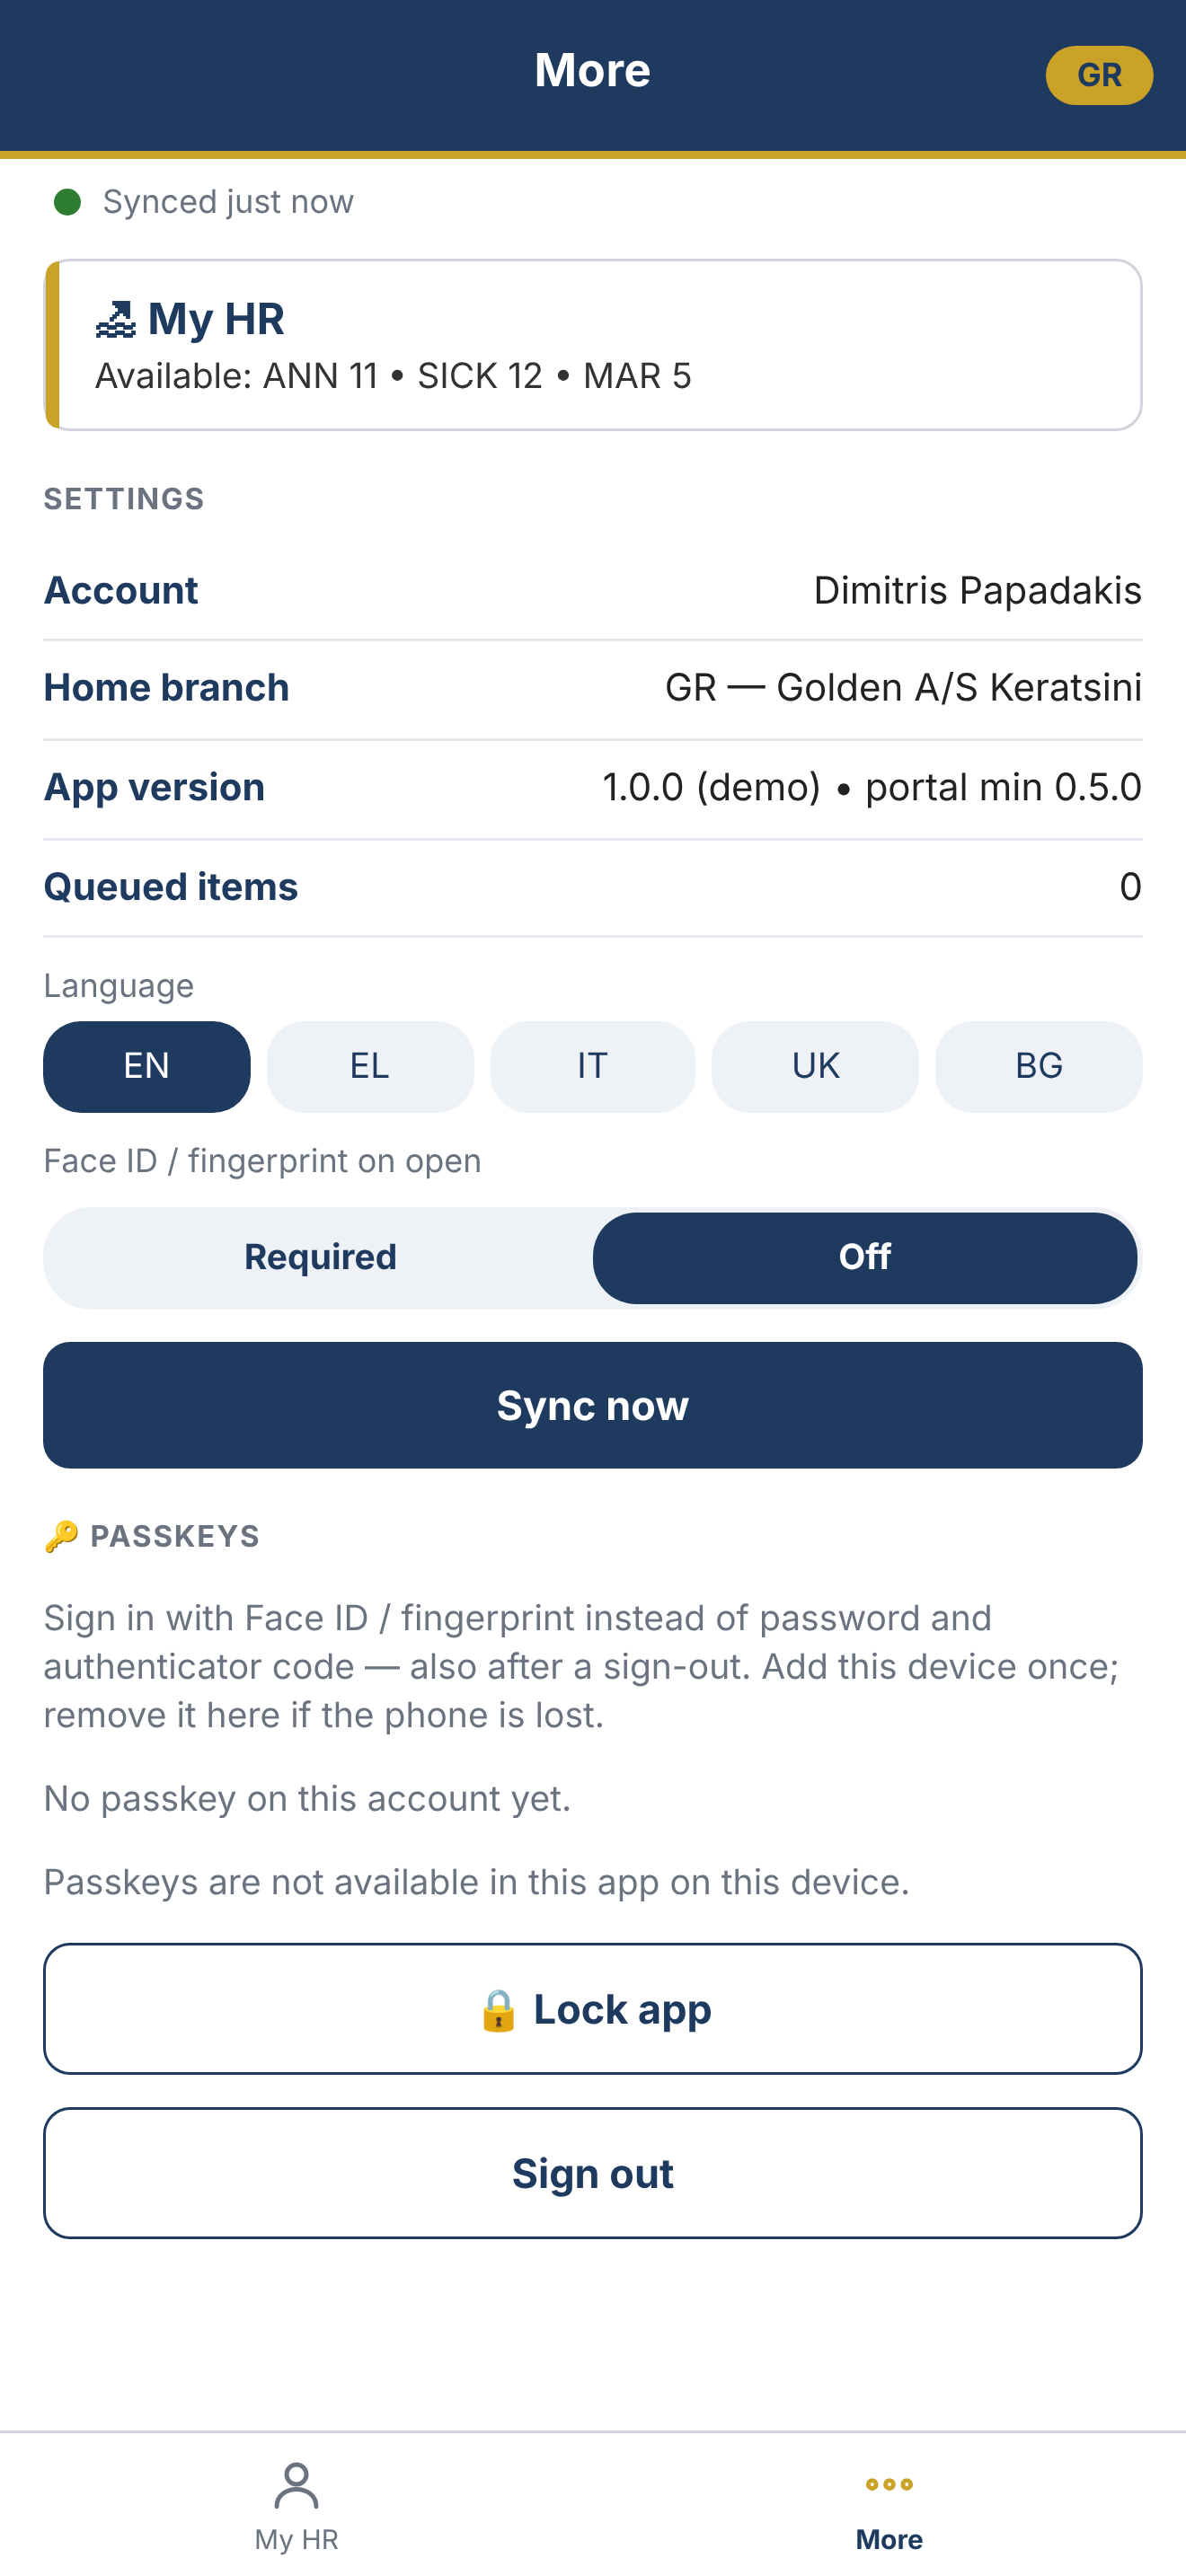 More
GR
Synced just now
My HR
Available: ANN 11 • SICK 12 • MAR 5
SETTINGS
Account Dimitris Papadakis
Home branch GR — Golden A/S Keratsini
App version 1.0.0 (demo) • portal min 0.5.0
Queued items 0
Language
EN EL IT UK BG
Face ID / fingerprint on open
Required Off
Sync now
🔑 PASSKEYS
Sign in with Face ID / fingerprint instead of password and
authenticator code — also after a sign-out. Add this device once;
remove it here if the phone is lost.
No passkey on this account yet.
Passkeys are not available in this app on this device.
🔒 Lock app
Sign out
My HR More